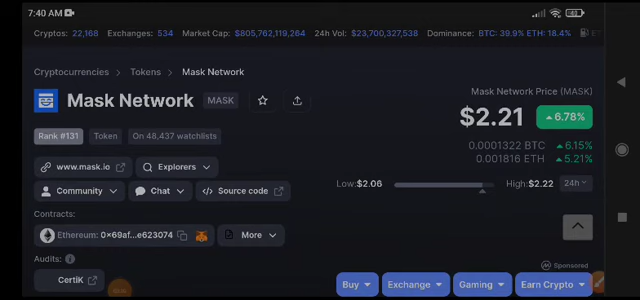 7:40 AM
Cryptos: 22,168 Exchanges: 534 Market Cap: $805,762,119,264 24h Vol: $23,700,327,538 Dominance: BTC: 39.9% ETH: 18.4%
Cryptocurrencies > Tokens > Mask Network
Mask Network MASK
Mask Network Price (MASK)
$2.21 6.78%
0.0001322 BTC 6.15%
0.001816 ETH 5.21%
Rank #131 Token On 48,437 watchlists
www.mask.io Explorers
Low: $2.06 High: $2.22 24h
Community Chat Source code
Contracts:
Ethereum: 0x69af...e623074 More
Audits:
Sponsored
CertiK
Buy Exchange Gaming Earn Crypto